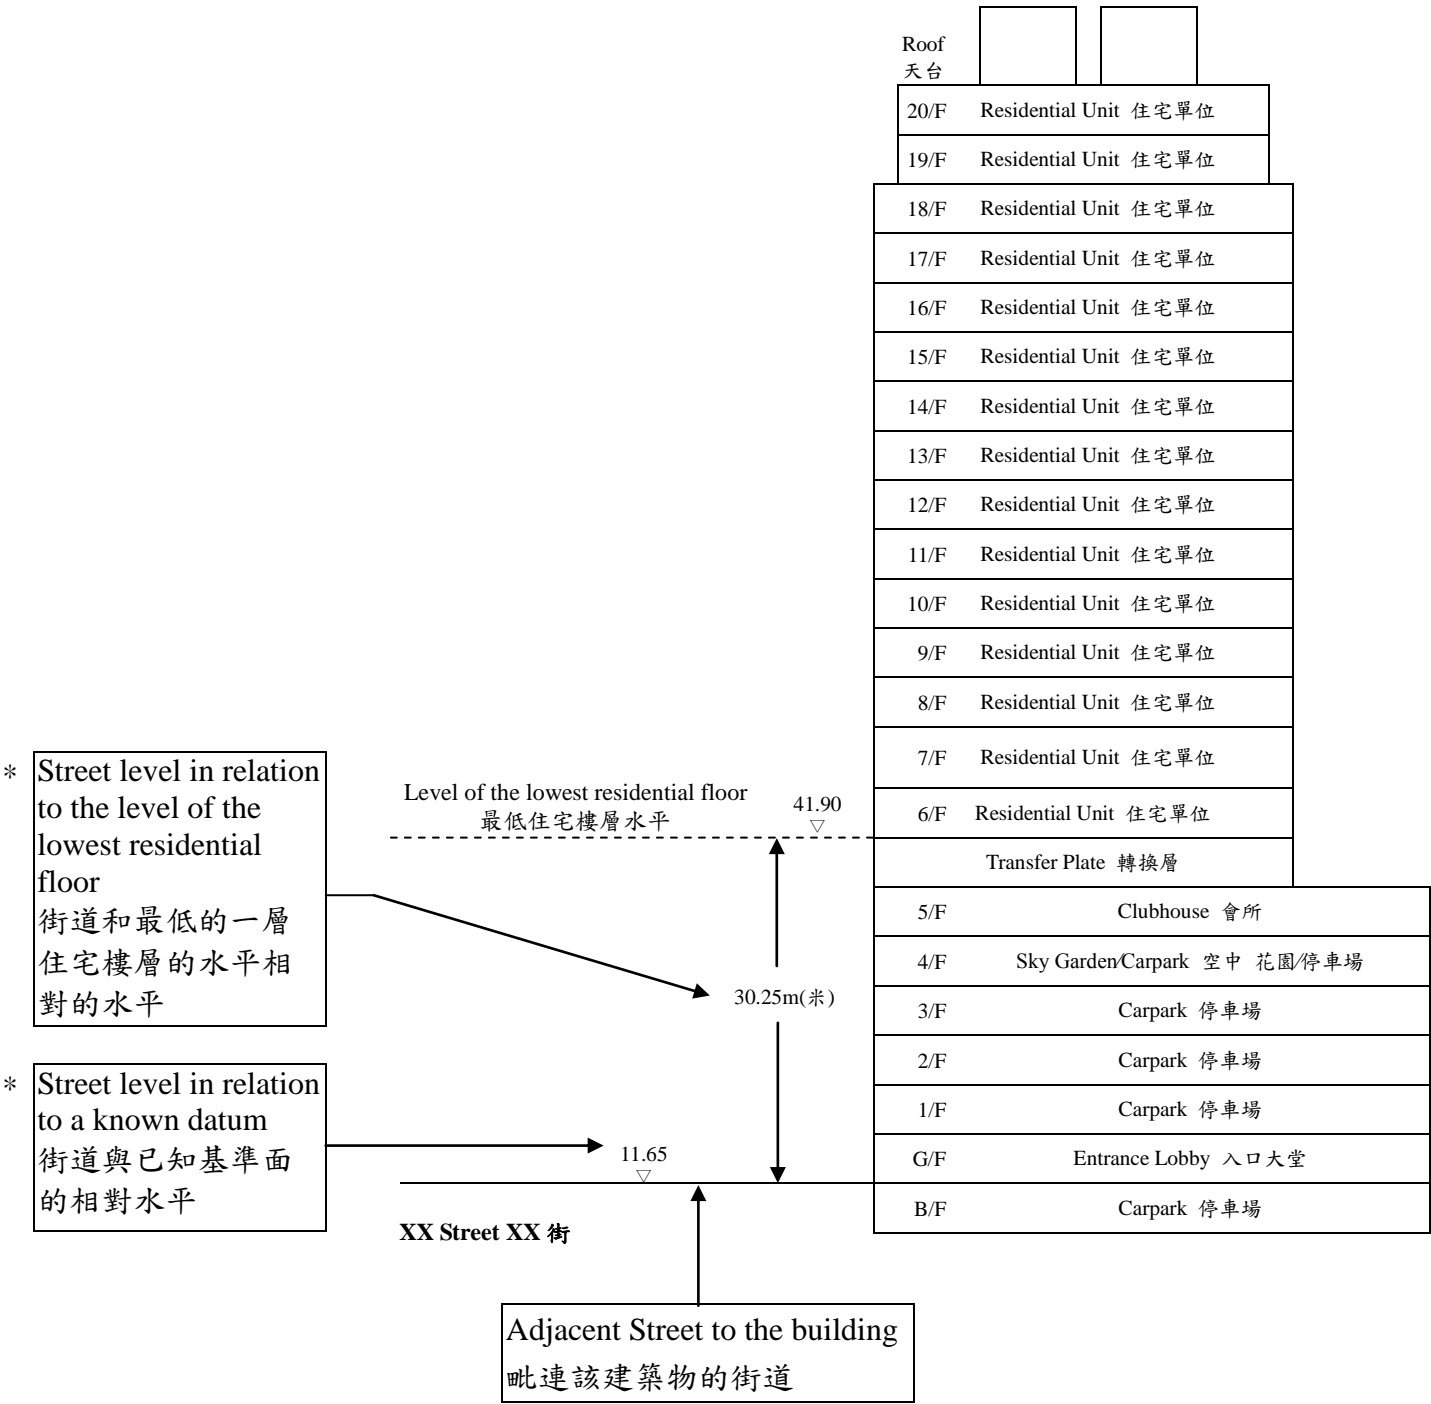 Roof
天台
20/F Residential Unit 住宅單位
19/F Residential Unit 住宅單位
18/F Residential Unit 住宅單位
17/F Residential Unit 住宅單位
16/F Residential Unit 住宅單位
15/F Residential Unit 住宅單位
14/F Residential Unit 住宅單位
13/F Residential Unit 住宅單位
12/F Residential Unit 住宅單位
11/F Residential Unit 住宅單位
10/F Residential Unit 住宅單位
9/F Residential Unit 住宅單位
8/F Residential Unit 住宅單位
7/F Residential Unit 住宅單位
6/F Residential Unit 住宅單位
Transfer Plate 轉換層
5/F Clubhouse 會所
4/F Sky Garden/Carpark 空中 花園/停車場
3/F Carpark 停車場
2/F Carpark 停車場
1/F Carpark 停車場
G/F Entrance Lobby 入口大堂
B/F Carpark 停車場
Level of the lowest residential floor
最低住宅樓層水平
41.90
▽
30.25m(米)
11.65
▽
XX Street XX 街
* Street level in relation
to the level of the
lowest residential
floor
街道和最低的一層
住宅樓層的水平相
對的水平
* Street level in relation
to a known datum
街道與已知基準面
的相對水平
Adjacent Street to the building
毗連該建築物的街道